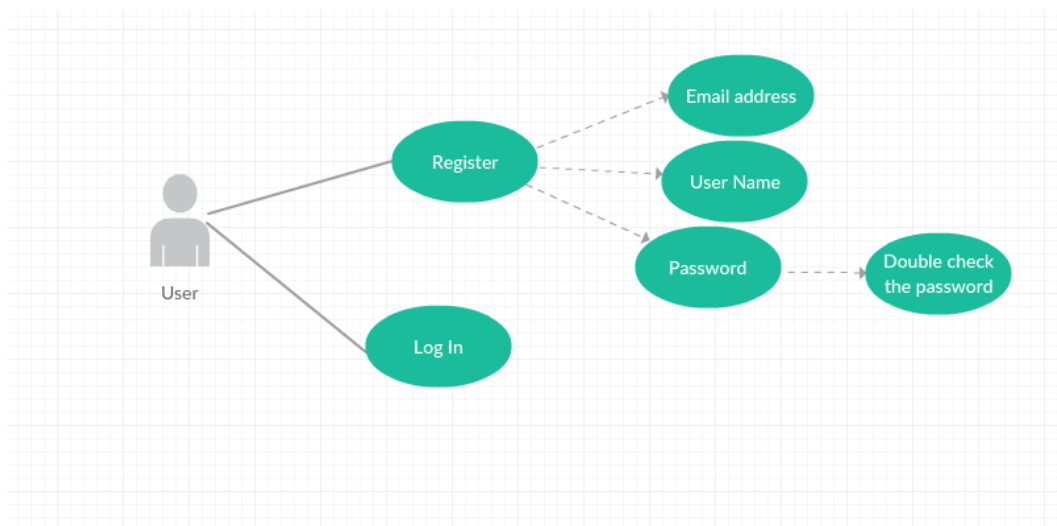 Email address
Register
User Name
Password
Double check
the password
User
Log In